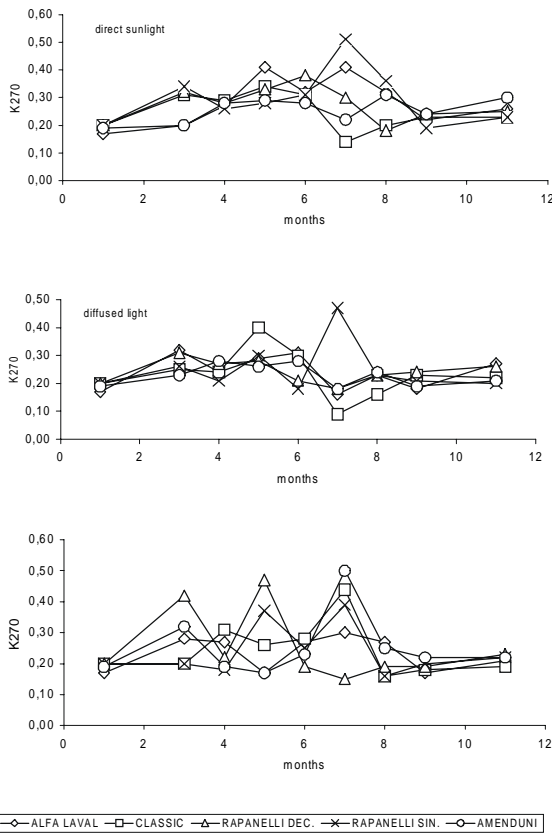 0,60
direct sunlight
0,50
0,40
0,30
0,20
0,10
0,00
K270
0 2 4 6 8 10 12
months
0,50
diffused light
0,40
0,30
0,20
0,10
0,00
K270
0 2 4 6 8 10 12
months
0,60
0,50
0,40
0,30
0,20
0,10
0,00
K270
0 2 4 6 8 10 12
months
ALFA LAVAL CLASSIC RAPANELLI DEC. RAPANELLI SIN. AMENDUNI